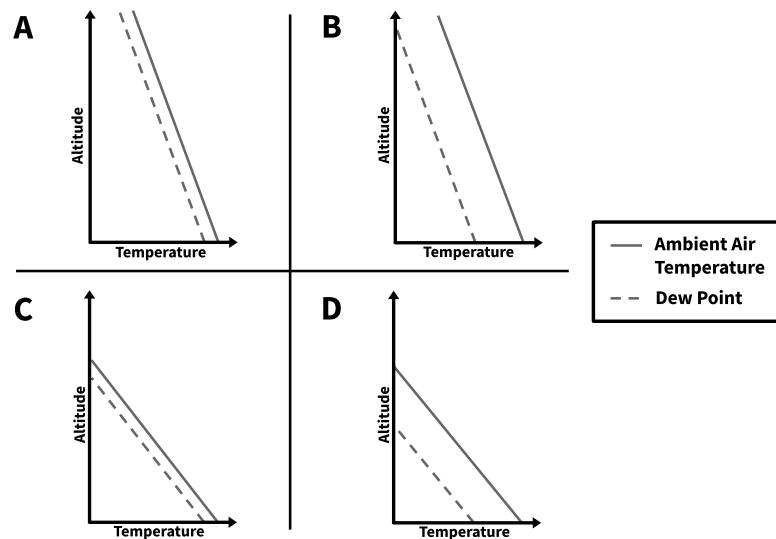 A
Altitude
Temperature
B
Altitude
Temperature
C
Altitude
Temperature
D
Altitude
Temperature
Ambient Air
Temperature
Dew Point